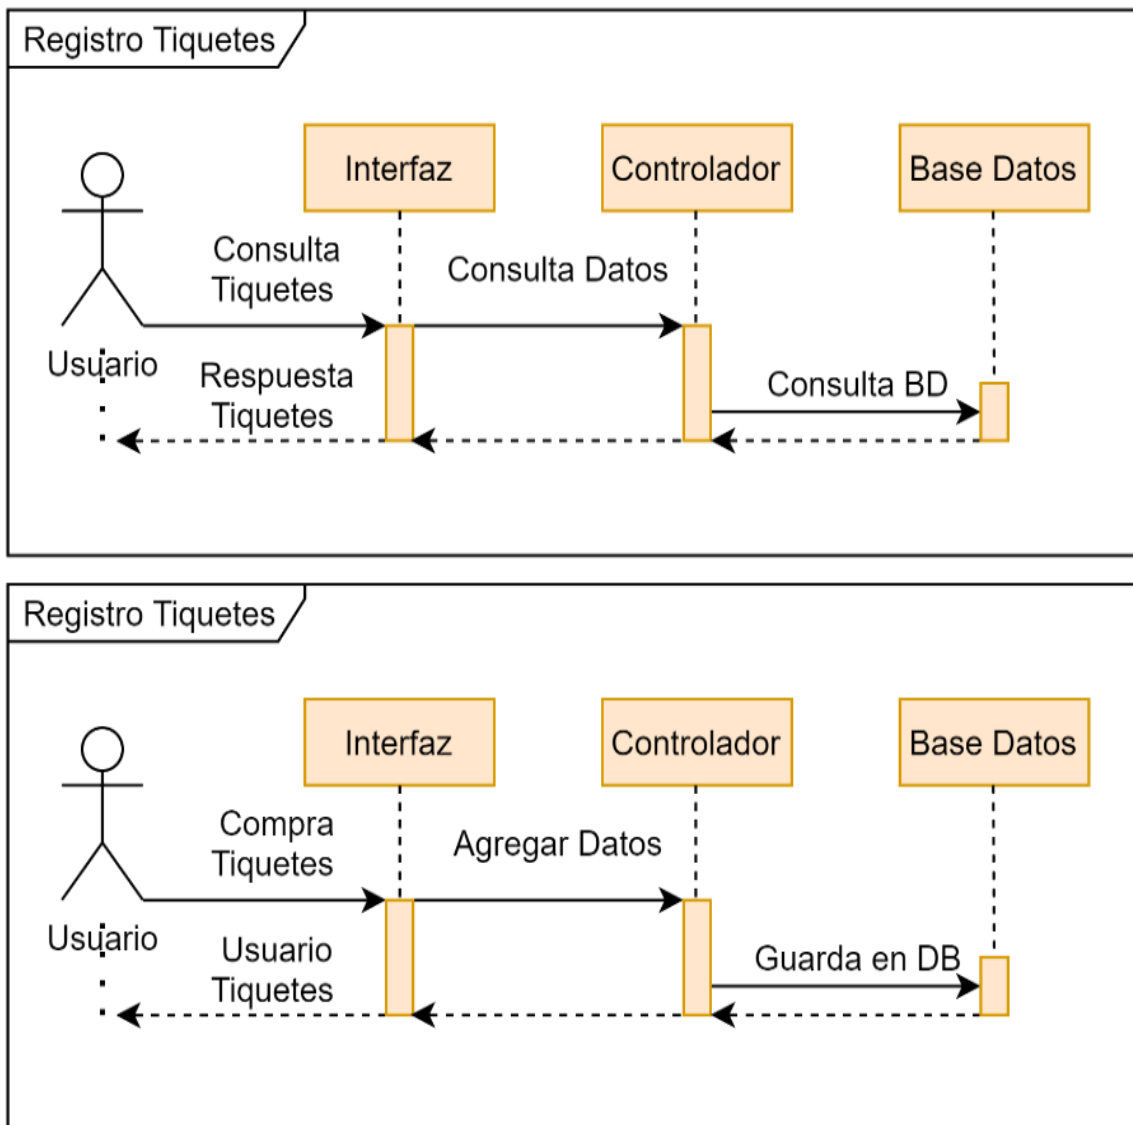 Registro Tiquetes
Interfaz
Controlador
Base Datos
Consulta
Tiquetes
Consulta Datos
Usuario
Respuesta
Tiquetes
Consulta BD
Registro Tiquetes
Interfaz
Controlador
Base Datos
Compra
Tiquetes
Agregar Datos
Usuario
Usuario
Tiquetes
Guarda en DB